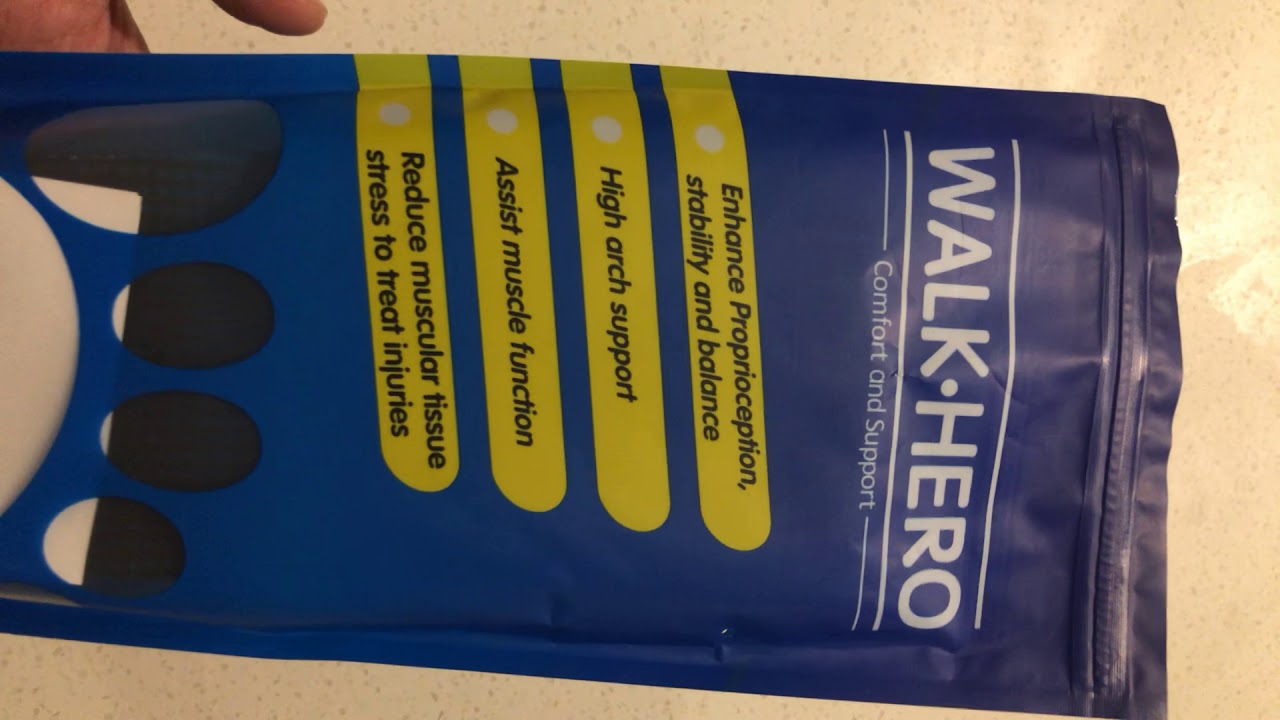 WALK·HERO
Comfort and Support
Enhance Proprioception,
stability and balance
High arch support
Assist muscle function
Reduce muscular tissue
stress to treat injuries